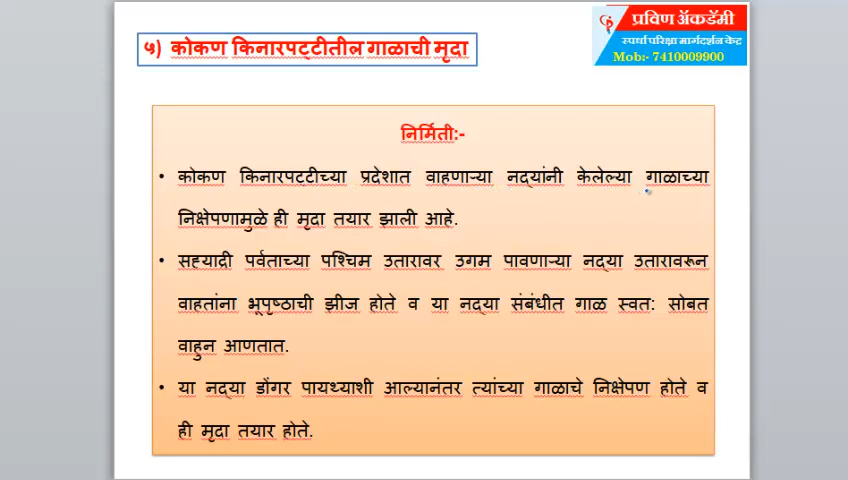 प्रविण ॲकडॅमी
स्पर्धा परिक्षा मार्गदर्शन केंद्र
Mob:- 7410009900
५) कोकण किनारपट्टीतील गाळाची मृदा
निर्मिती:-
• कोकण किनारपट्टीच्या प्रदेशात वाहणाऱ्या नद्यांनी केलेल्या गाळाच्या
निक्षेपणामुळे ही मृदा तयार झाली आहे.
• सह्याद्री पर्वताच्या पश्चिम उतारावर उगम पावणाऱ्या नद्या उतारावरून
वाहतांना भूपृष्ठाची झीज होते व या नद्या संबंधीत गाळ स्वत: सोबत
वाहुन आणतात.
• या नद्या डोंगर पायथ्याशी आल्यानंतर त्यांच्या गाळाचे निक्षेपण होते व
ही मृदा तयार होते.